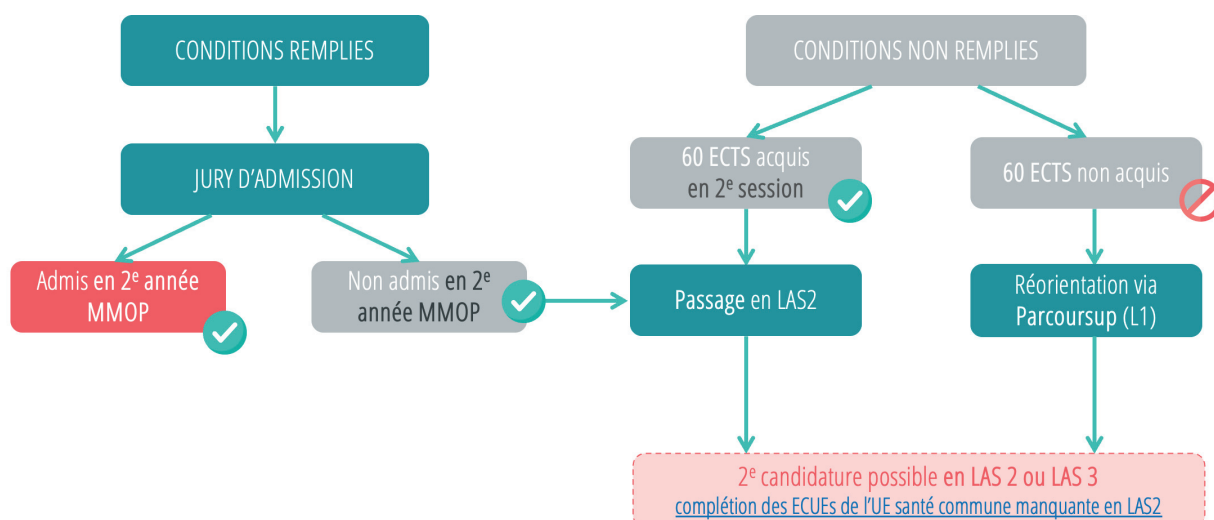 CONDITIONS REMPLIES
CONDITIONS NON REMPLIES
JURY D'ADMISSION
60 ECTS acquis
en 2e session
60 ECTS non acquis
Admis en 2e année
MMOP
Non admis en 2e
année MMOP
Passage en LAS2
Réorientation via
Parcoursup (L1)
2e candidature possible en LAS 2 ou LAS 3
complétion des ECUEs de l'UE santé commune manquante en LAS2